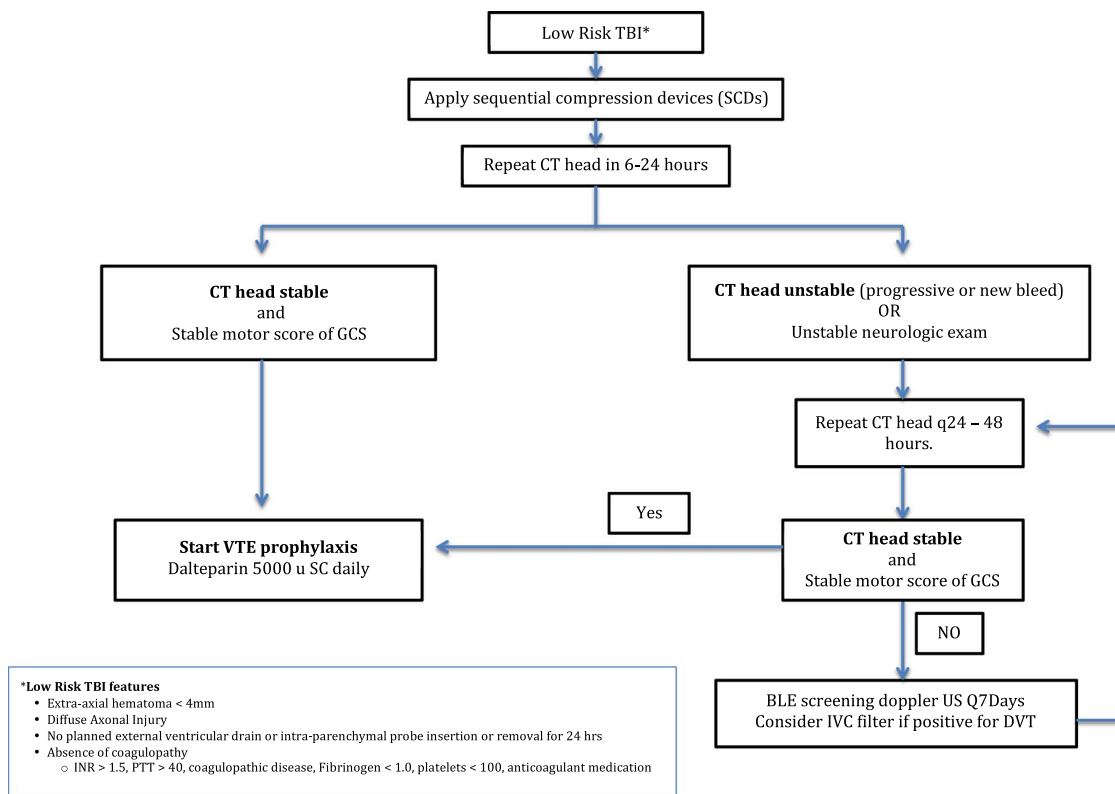 Low Risk TBI*
Apply sequential compression devices (SCDs)
Repeat CT head in 6-24 hours
CT head stable
and
Stable motor score of GCS
CT head unstable (progressive or new bleed)
OR
Unstable neurologic exam
Repeat CT head q24 – 48
hours.
Yes
Start VTE prophylaxis
Dalteparin 5000 u SC daily
CT head stable
and
Stable motor score of GCS
NO
BLE screening doppler US Q7Days
Consider IVC filter if positive for DVT
*Low Risk TBI features
• Extra-axial hematoma < 4mm
• Diffuse Axonal Injury
• No planned external ventricular drain or intra-parenchymal probe insertion or removal for 24 hrs
• Absence of coagulopathy
o INR > 1.5, PTT > 40, coagulopathic disease, Fibrinogen < 1.0, platelets < 100, anticoagulant medication